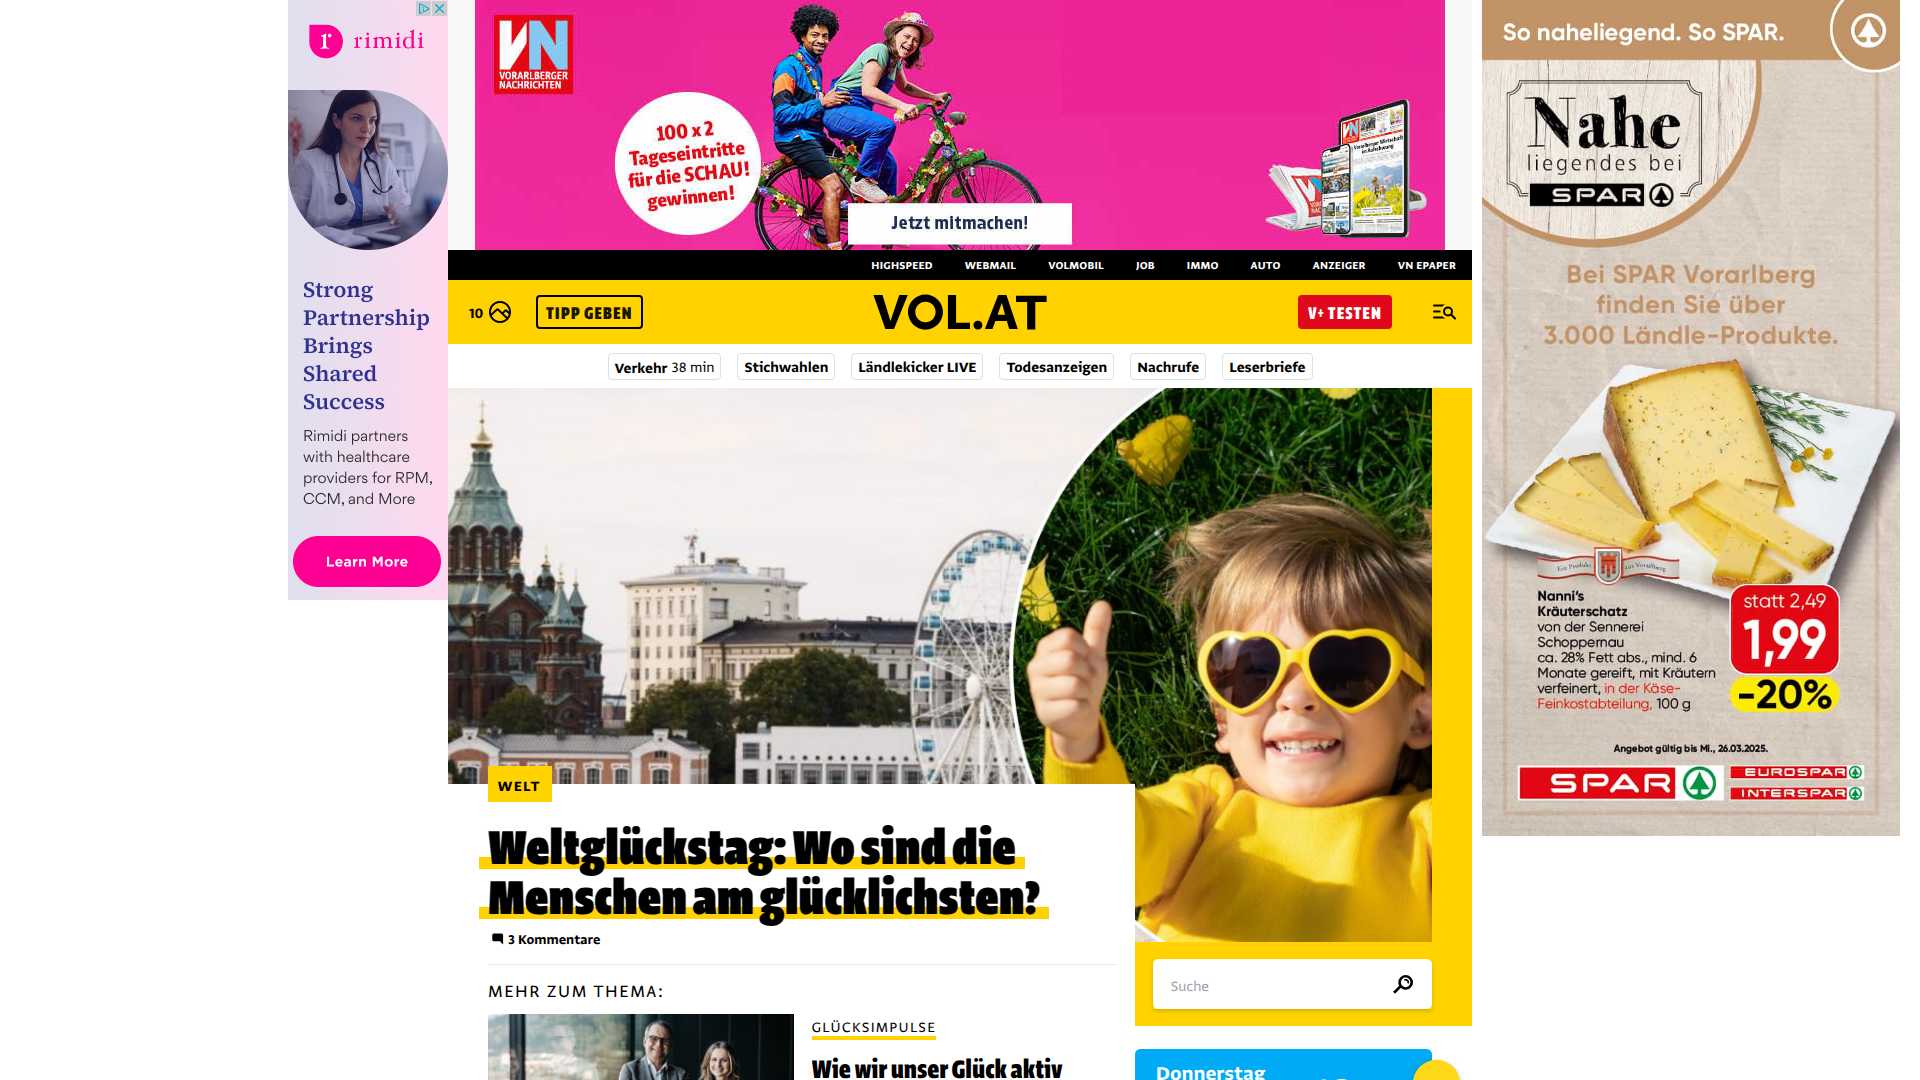 r rimidi
Strong
Partnership
Brings
Shared
Success
Rimidi partners
with healthcare
providers for RPM,
CCM, and More
Learn More
VN
VORARLBERGER
NACHRICHTEN
100 x 2
Tageseintritte
für die SCHAU!
gewinnen!
Jetzt mitmachen!
HIGHSPEED WEBMAIL VOLMOBIL JOB IMMO AUTO ANZEIGER VN EPAPER
10 TIPP GEBEN VOL.AT V+ TESTEN
Verkehr 38 min Stichwahlen Ländlekicker LIVE Todesanzeigen Nachrufe Leserbriefe
WELT
Weltglückstag: Wo sind die
Menschen am glücklichsten?
3 Kommentare
MEHR ZUM THEMA:
GLÜCKSIMPULSE
Wie wir unser Glück aktiv
Suche
Donnerstag
So naheliegend. So SPAR.
Nahe
liegendes bei
SPAR
Bei SPAR Vorarlberg
finden Sie über
3.000 Ländle-Produkte.
Ein Produkt aus Vorarlberg
Nanni's
Kräuterschatz
von der Sennerei
Schoppernau
ca. 28% Fett abs., mind. 6
Monate gereift, mit Kräutern
verfeinert, in der Käse-
Feinkostabteilung, 100 g
statt 2,49
1,99
-20%
Angebot gültig bis Mi., 26.03.2025.
SPAR
EUROSPAR
INTERSPAR